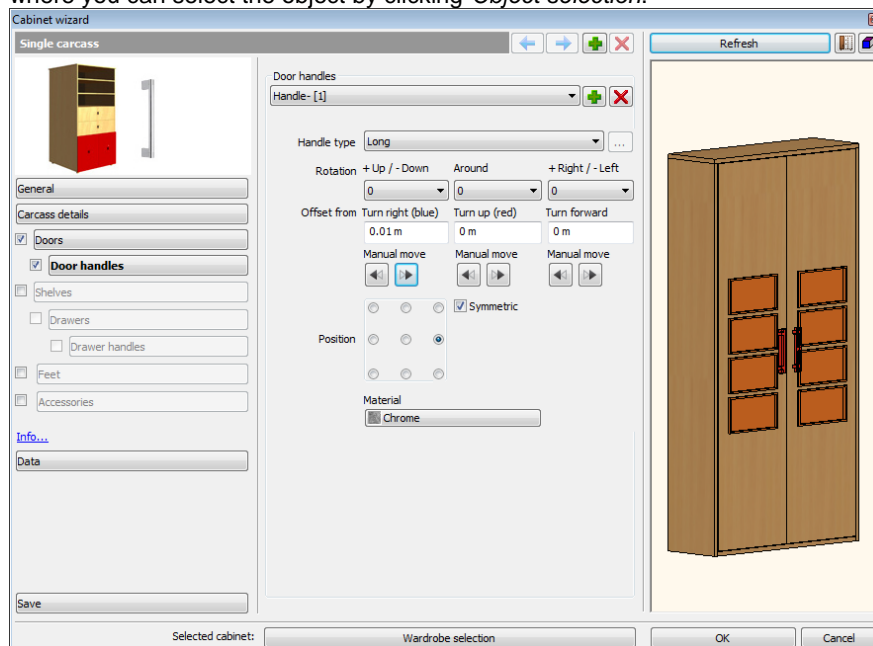 where you can select the object by clicking Object selection.
Cabinet wizard
Single carcass
Refresh
Door handles
Handle- [1]
Handle type Long ...
Rotation + Up / - Down Around + Right / - Left
0 0 0
Offset from Turn right (blue) Turn up (red) Turn forward
0.01 m 0 m 0 m
Manual move Manual move Manual move
Symmetric
Position
Material
Chrome
General
Carcass details
Doors
Door handles
Shelves
Drawers
Drawer handles
Feet
Accessories
Info...
Data
Save
Selected cabinet: Wardrobe selection OK Cancel